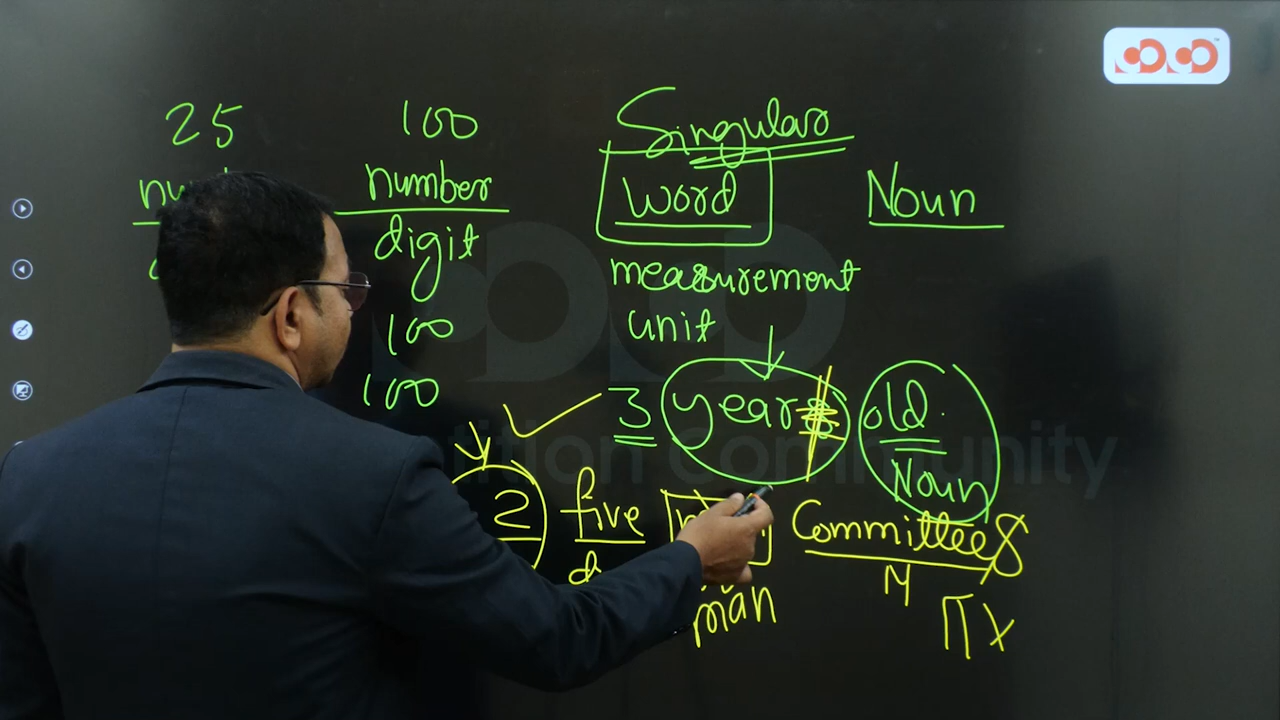 25 100 Singular
number word Noun
digit measurement
100 unit
100 3 years old
Noun
2 five Committees
man N